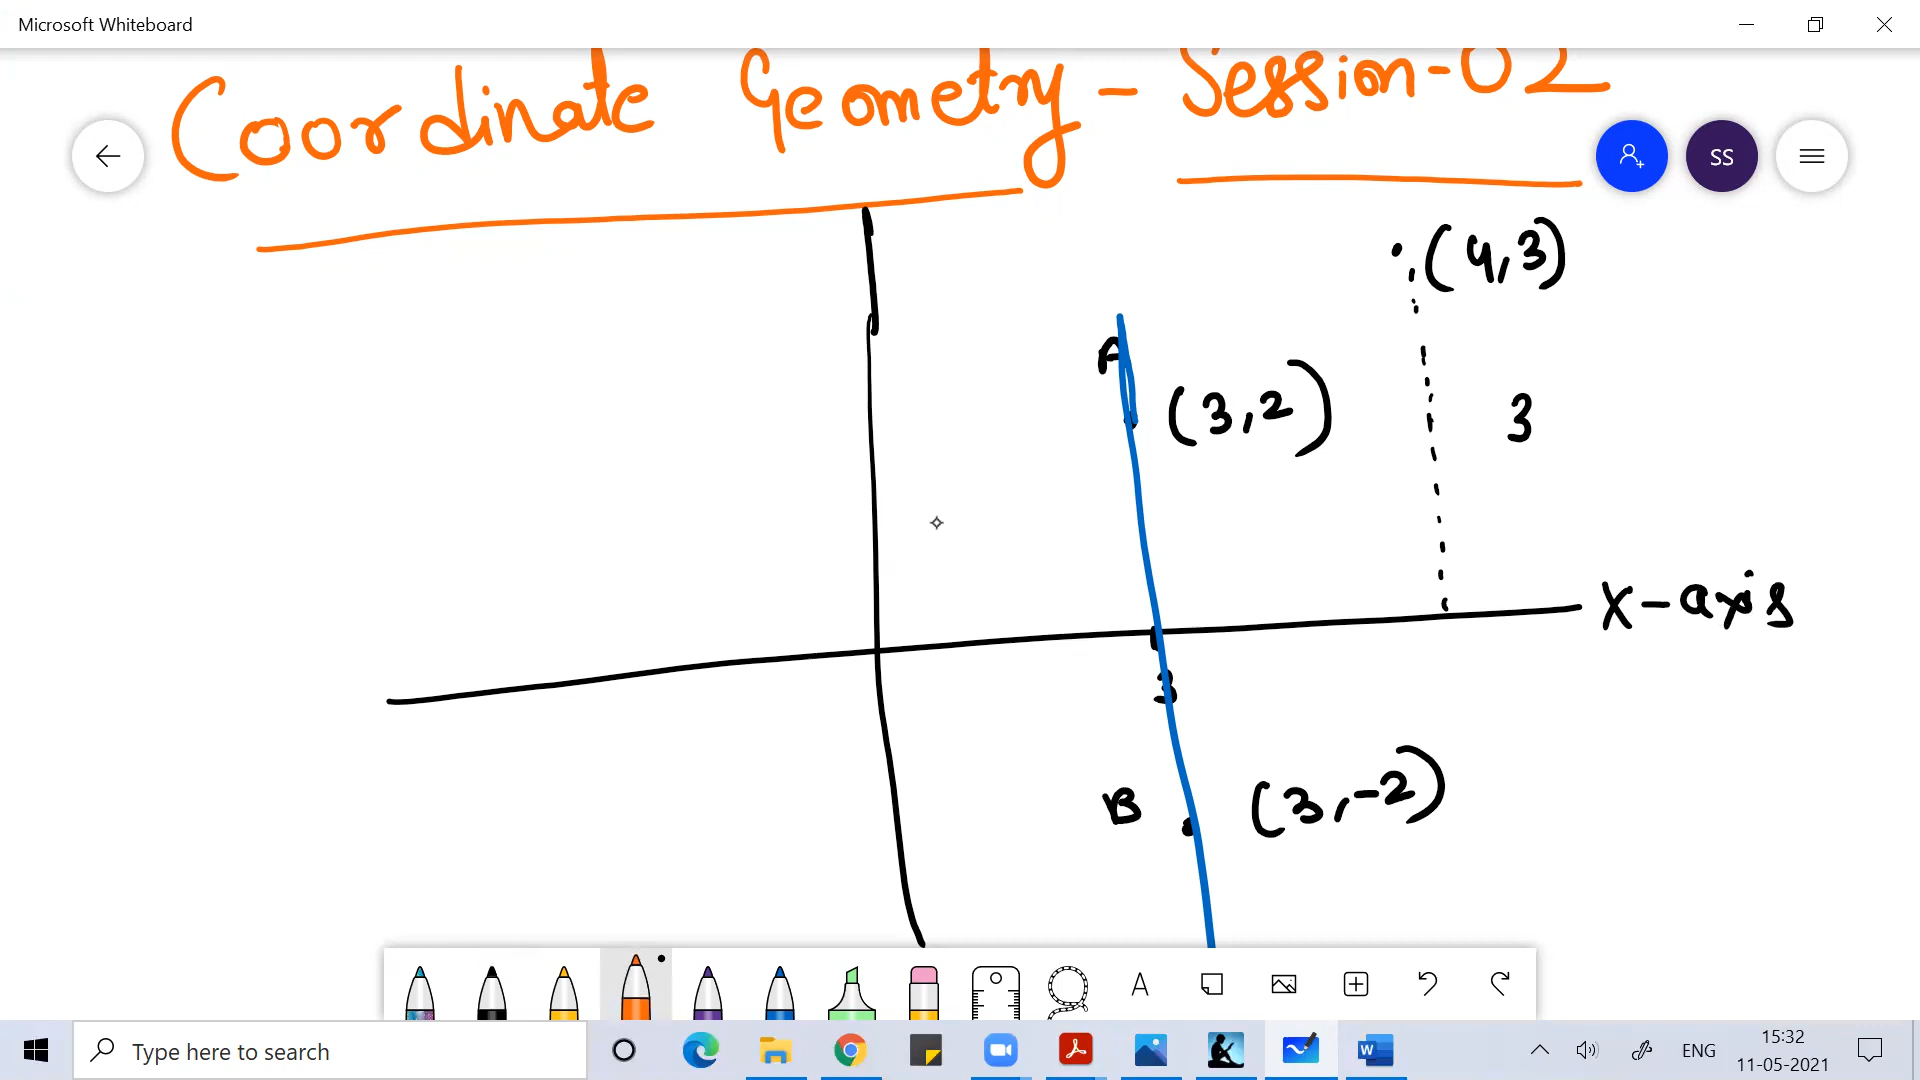 Microsoft Whiteboard
Coordinate Geometry - Session-02
SS
(4,3)
A
(3,2)
3
X-axis
3
B
(3,-2)
A
Type here to search
W
ENG
15:32
11-05-2021